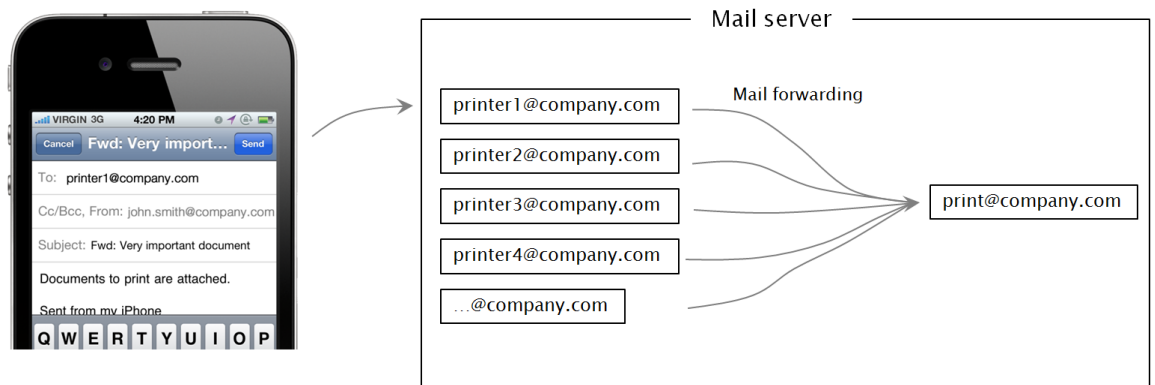 Mail server
VIRGIN 3G 4:20 PM
Cancel Fwd: Very import... Send
To: printer1@company.com
Cc/Bcc, From: john.smith@company.com
Subject: Fwd: Very important document
Documents to print are attached.
Sent from my iPhone
Q W E R T Y U I O P
printer1@company.com
printer2@company.com
printer3@company.com
printer4@company.com
...@company.com
Mail forwarding
print@company.com